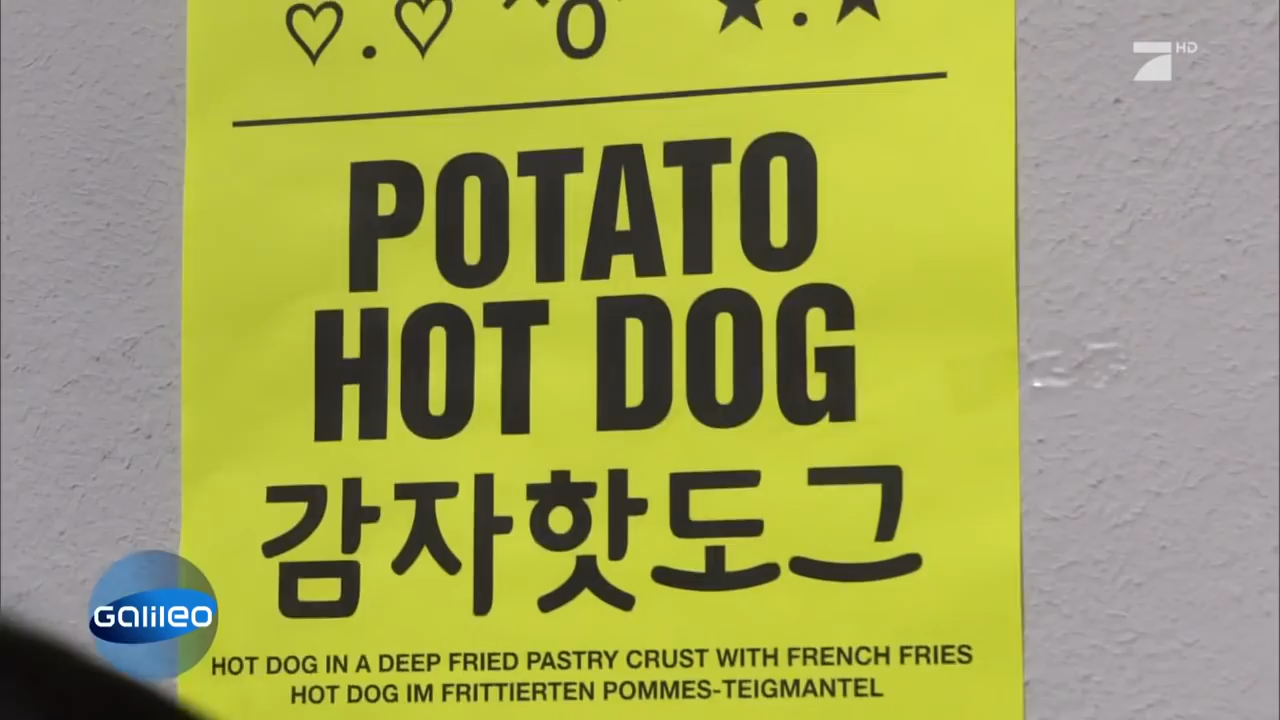 ♡.♡ ★.★
HD
POTATO
HOT DOG
감자핫도그
Galileo
HOT DOG IN A DEEP FRIED PASTRY CRUST WITH FRENCH FRIES
HOT DOG IM FRITTIERTEN POMMES-TEIGMANTEL